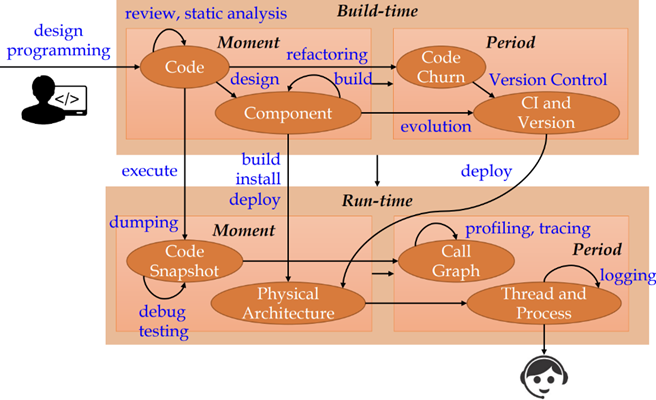 Build-time
review, static analysis
design
programming
Moment
Period
Code
refactoring
Code
Churn
design
build
Version Control
Component
CI and
Version
evolution
execute
build
install
deploy
deploy
Run-time
dumping
Moment
profiling, tracing
Period
Code
Snapshot
Call
Graph
logging
Physical
Architecture
Thread and
Process
debug
testing